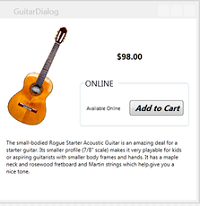 GuitarDialog
$98.00
ONLINE
Available Online
Add to Cart
The small-bodied Rogue Starter Acoustic Guitar is an amazing deal for a
starter guitar. Its smaller profile (7/8" scale) makes it very playable for kids
or aspiring guitarists with smaller body frames and hands. It has a maple
neck and rosewood fretboard and Martin strings which help give you a
nice tone.